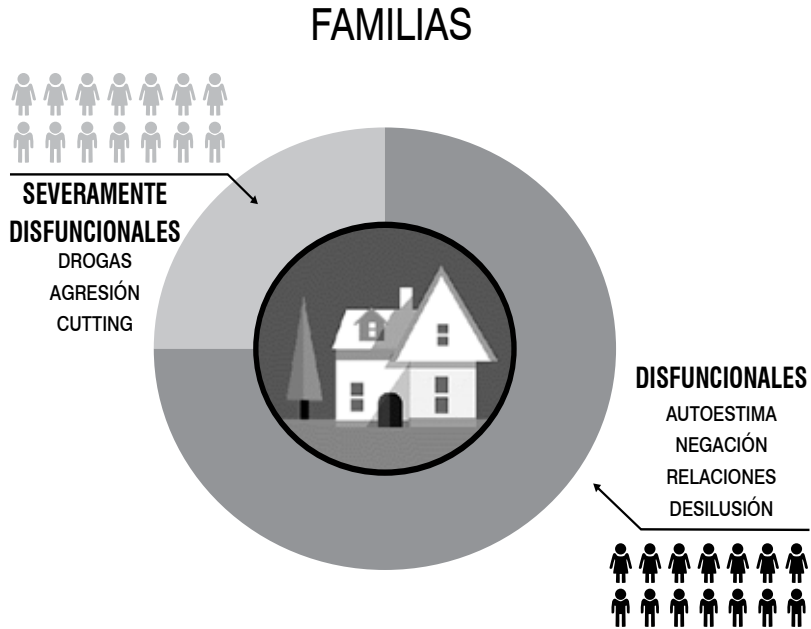 FAMILIAS
SEVERAMENTE
DISFUNCIONALES
DROGAS
AGRESIÓN
CUTTING
DISFUNCIONALES
AUTOESTIMA
NEGACIÓN
RELACIONES
DESILUSIÓN